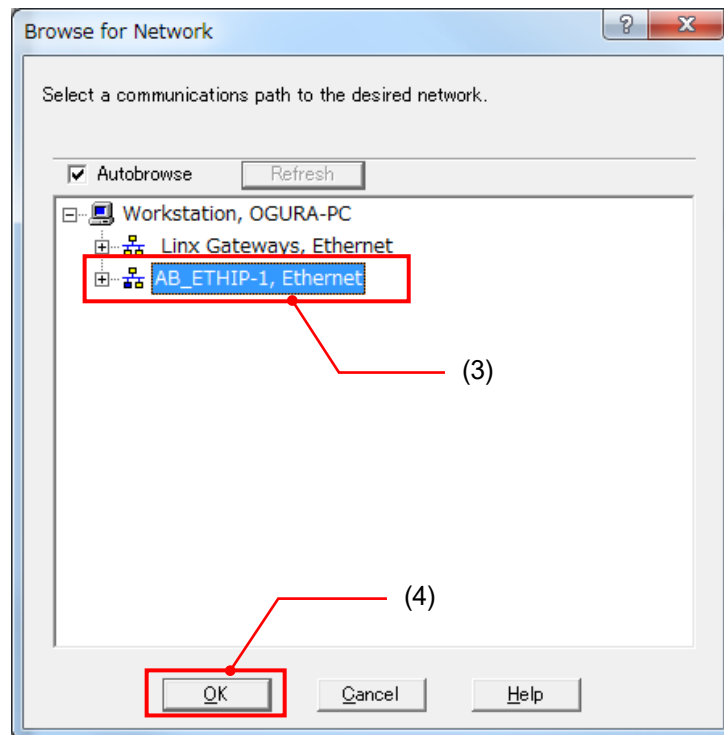 Browse for Network
Select a communications path to the desired network.
Autobrowse Refresh
Workstation, OGURA-PC
Linx Gateways, Ethernet
AB_ETHIP-1, Ethernet
(3)
(4)
OK Cancel Help